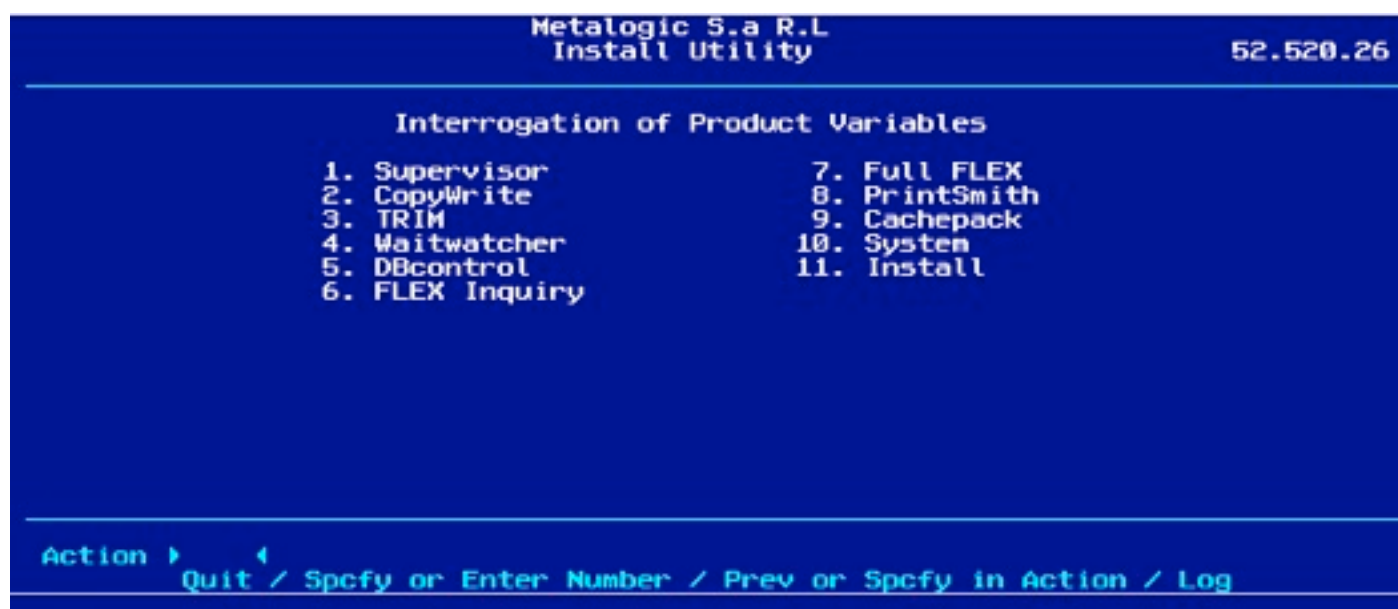 Metalogic S.a R.L
Install Utility 52.520.26
Interrogation of Product Variables
1. Supervisor 7. Full FLEX
2. CopyWrite 8. PrintSmith
3. TRIM 9. Cachepack
4. Waitwatcher 10. System
5. DBcontrol 11. Install
6. FLEX Inquiry
Action
Quit / Spcfy or Enter Number / Prev or Spcfy in Action / Log